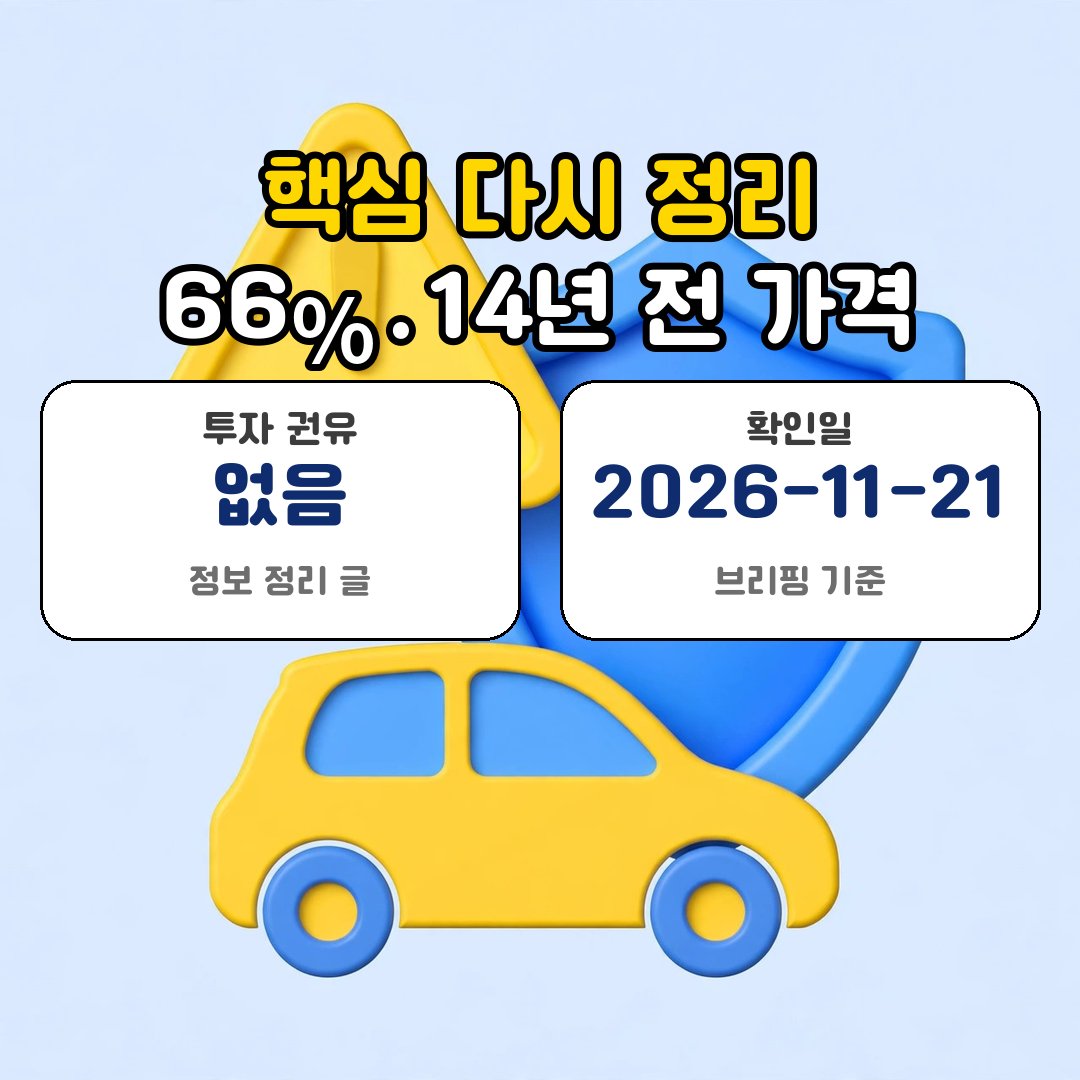 핵심 다시 정리
66%·14년 전 가격
투자 권유
없음
정보 정리 글
확인일
2026-11-21
브리핑 기준